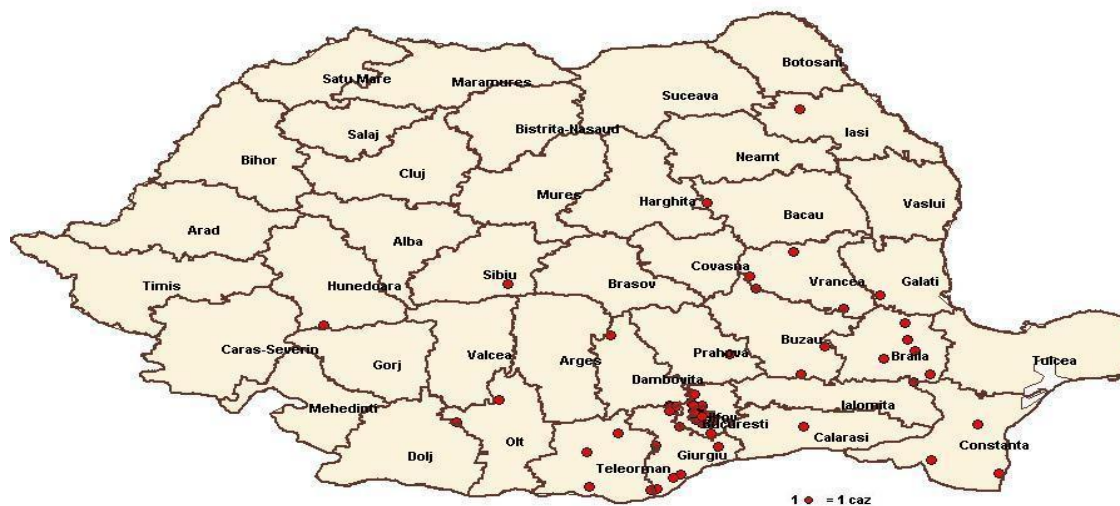 Botosani
Satu Mare
Maramures
Suceava
Iasi
Salaj
Bistrita-Nasaud
Neamt
Bihor
Cluj
Mures
Harghita
Bacau
Vaslui
Arad
Alba
Covasna
Timis
Hunedoara
Sibiu
Brasov
Vrancea
Galati
Caras-Severin
Gorj
Valcea
Arges
Prahova
Buzau
Braila
Tulcea
Dambovita
Mehedinti
Ialomita
Bucuresti
Calarasi
Constanta
Dolj
Olt
Teleorman
Giurgiu
1 = 1 caz